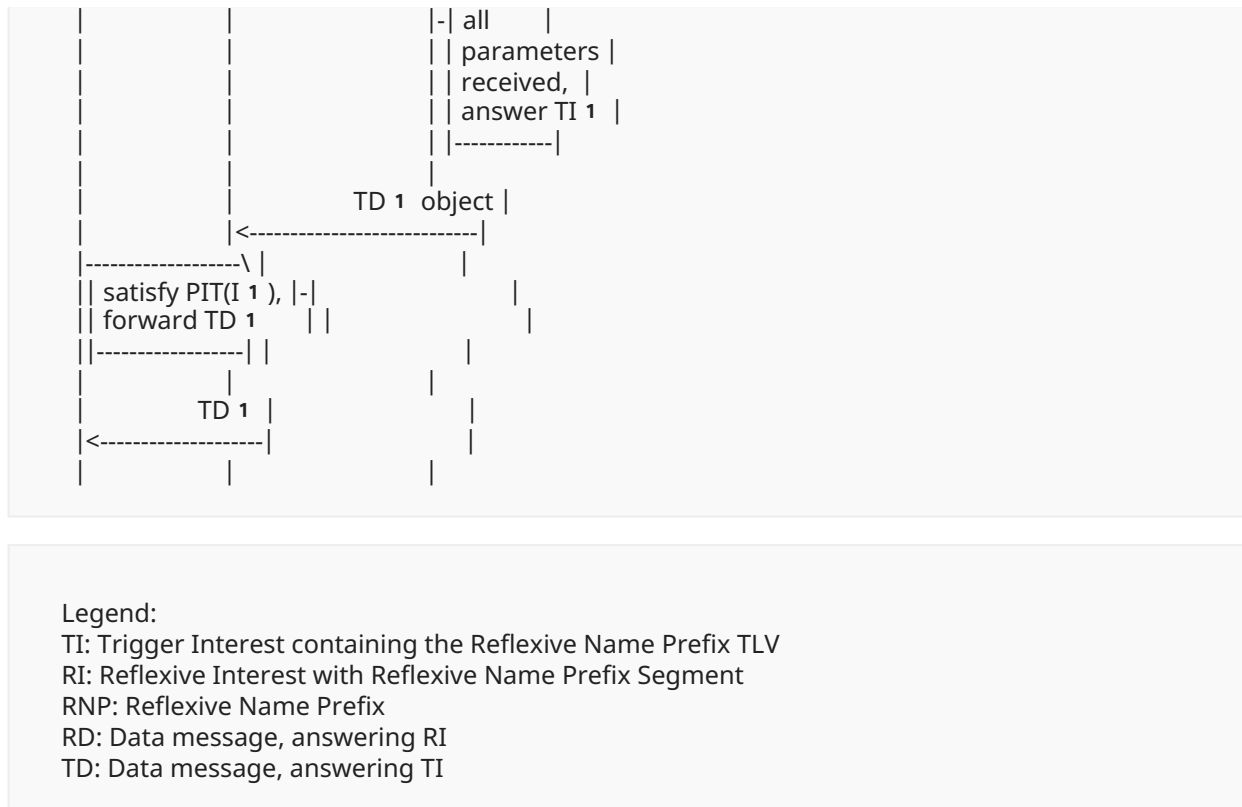 |                    |                           |-| all        |
|                    |                           | | parameters |
|                    |                           | | received,  |
|                    |                           | | answer TI 1  |
|                    |                           | |------------|
|                    |                           |
|                    |                 TD 1  object |
|                    |<----------------------------|
|-------------------\ |                           |
|| satisfy PIT(I 1 ), |-|                           |
|| forward TD 1       | |                           |
||------------------| |                           |
|                    |                           |
|                TD 1  |                           |
|<--------------------|                           |
|                    |                           |
Legend:
TI: Trigger Interest containing the Reflexive Name Prefix TLV
RI: Reflexive Interest with Reflexive Name Prefix Segment
RNP: Reflexive Name Prefix
RD: Data message, answering RI
TD: Data message, answering TI